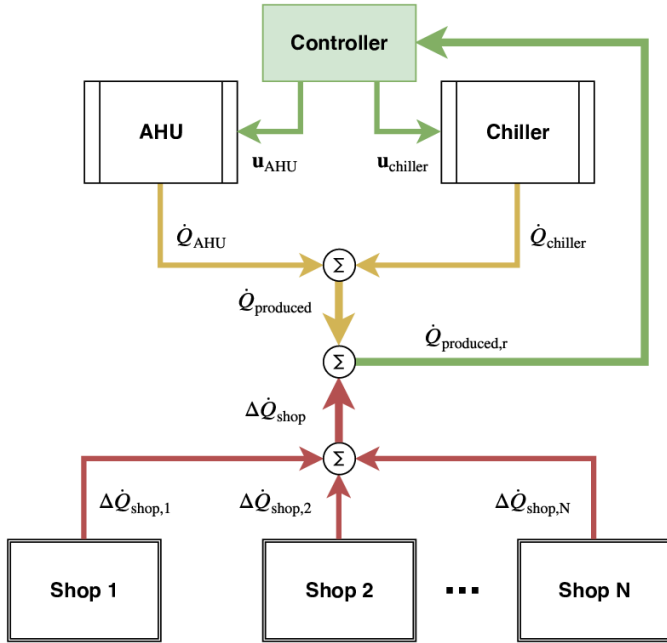 Controller
AHU
Chiller
u_AHU
u_chiller
Q̇_AHU
Q̇_chiller
Σ
Q̇_produced
Σ
Q̇_produced,r
ΔQ̇_shop
Σ
ΔQ̇_shop,1
ΔQ̇_shop,2
ΔQ̇_shop,N
Shop 1
Shop 2
...
Shop N